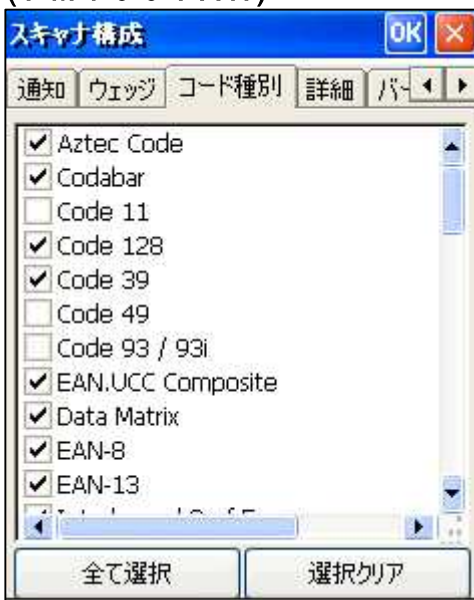 スキャナ構成 OK
通知 ウェッジ コード種別 詳細 バー
Aztec Code
Codabar
Code 11
Code 128
Code 39
Code 49
Code 93 / 93i
EAN.UCC Composite
Data Matrix
EAN-8
EAN-13
全て選択 選択クリア